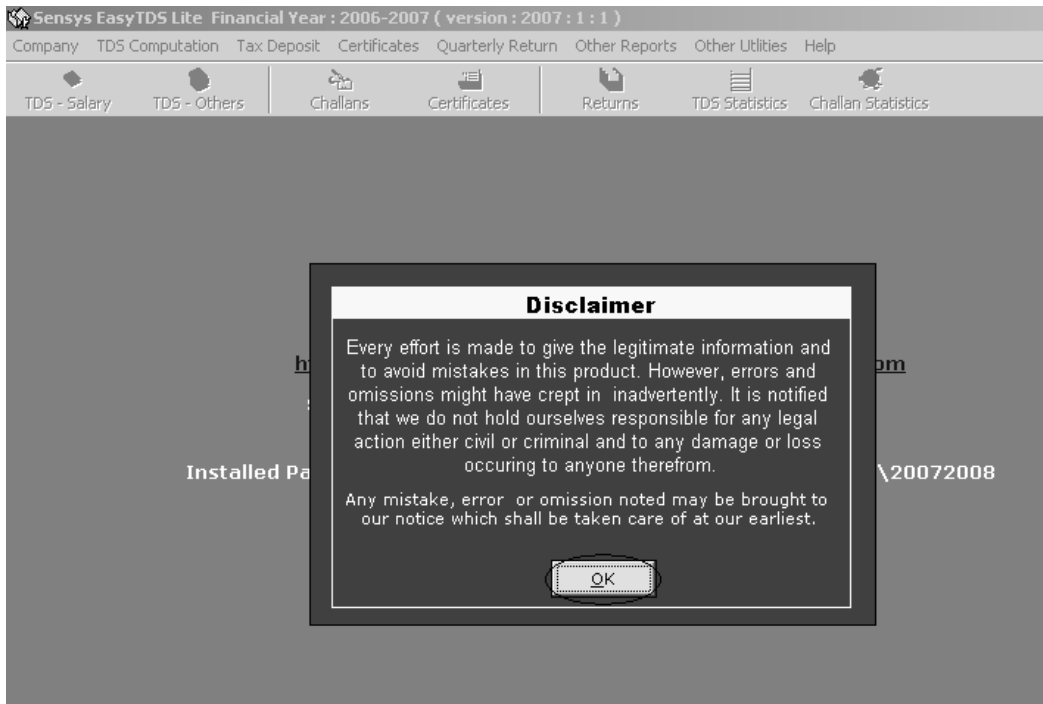 Sensys EasyTDS Lite Financial Year : 2006-2007 ( version : 2007 : 1 : 1 )
Company TDS Computation Tax Deposit Certificates Quarterly Return Other Reports Other Utlities Help
TDS - Salary TDS - Others Challans Certificates Returns TDS Statistics Challan Statistics
Disclaimer
Every effort is made to give the legitimate information and
to avoid mistakes in this product. However, errors and
omissions might have crept in inadvertently. It is notified
that we do not hold ourselves responsible for any legal
action either civil or criminal and to any damage or loss
occuring to anyone therefrom.
Any mistake, error or omission noted may be brought to
our notice which shall be taken care of at our earliest.
OK
Installed Pa
\20072008